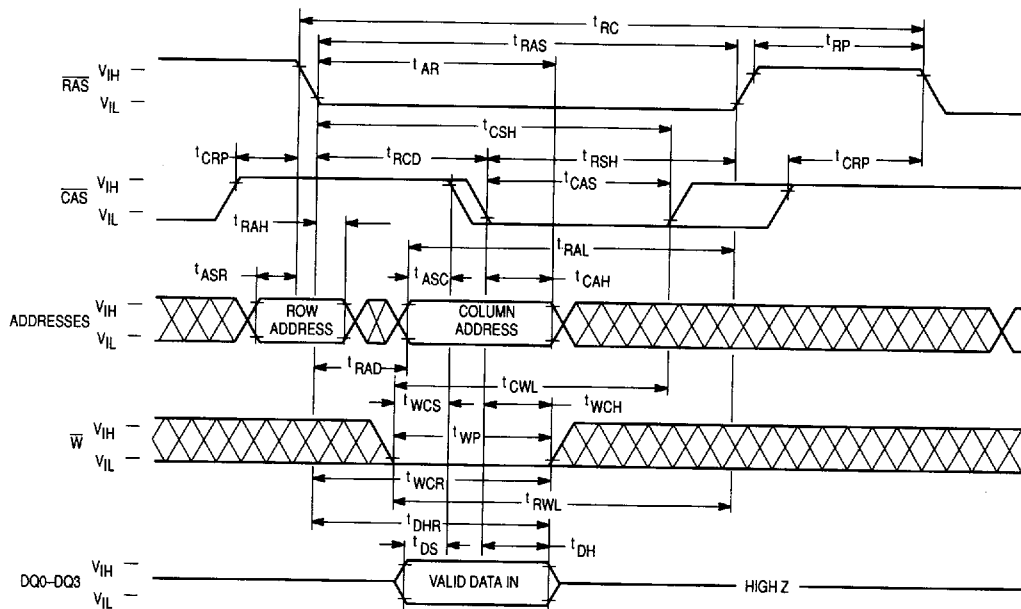 tRC
tRAS
tRP
tAR
RAS
VIH
VIL
tCSH
tCRP
tRCD
tRSH
tCRP
CAS
VIH
VIL
tCAS
tRAH
tRAL
tASR
tASC
tCAH
ADDRESSES
VIH
VIL
ROW
ADDRESS
COLUMN
ADDRESS
tRAD
tCWL
tWCS
tWCH
W
VIH
VIL
tWP
tWCR
tRWL
tDHR
tDS
tDH
DQ0–DQ3
VIH
VIL
VALID DATA IN
HIGH Z